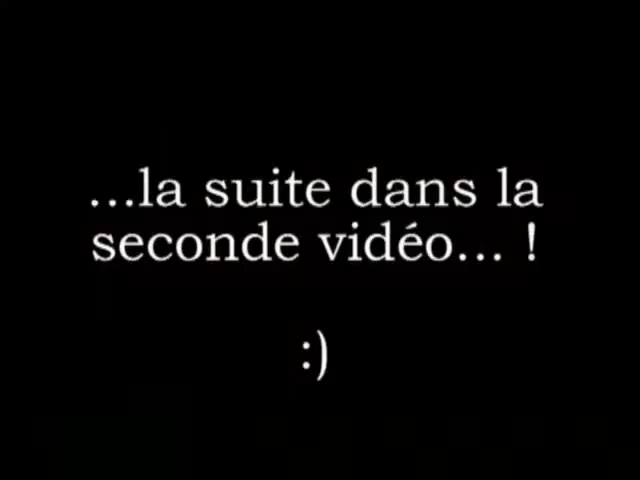 ...la suite dans la
seconde vidéo... !
:)